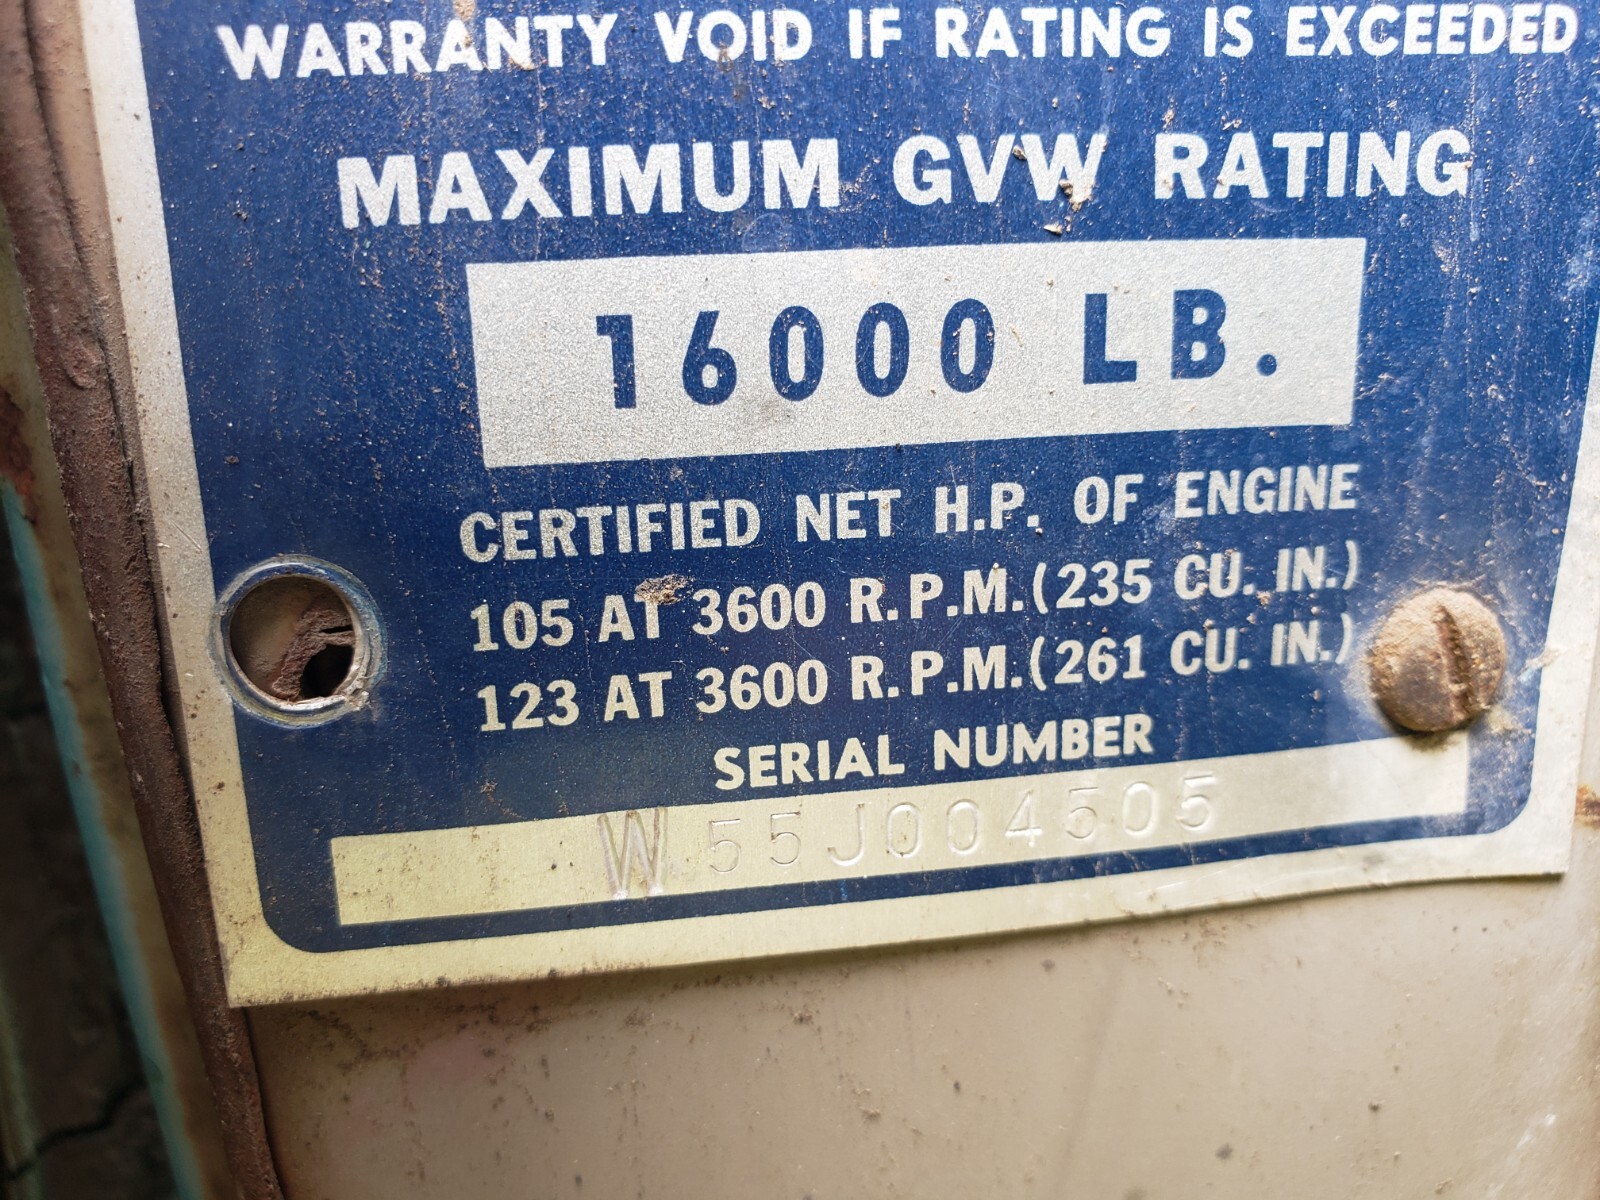 WARRANTY VOID IF RATING IS EXCEEDED
MAXIMUM GVW RATING
16000 LB.
CERTIFIED NET H.P. OF ENGINE
105 AT 3600 R.P.M. (235 CU. IN.)
123 AT 3600 R.P.M. (261 CU. IN.)
SERIAL NUMBER
W55J004505